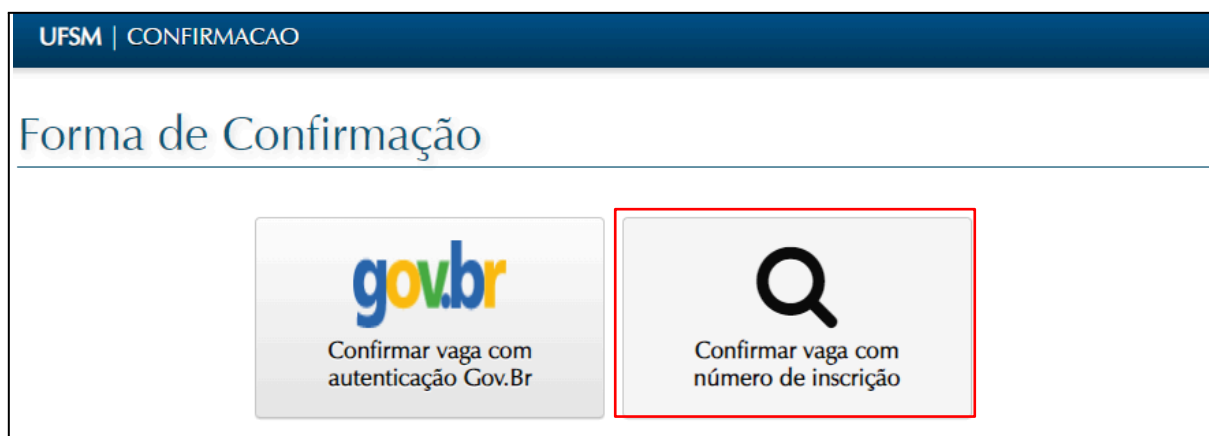 UFSM | CONFIRMACAO
Forma de Confirmação
gov.br
Confirmar vaga com
autenticação Gov.Br
Confirmar vaga com
número de inscrição